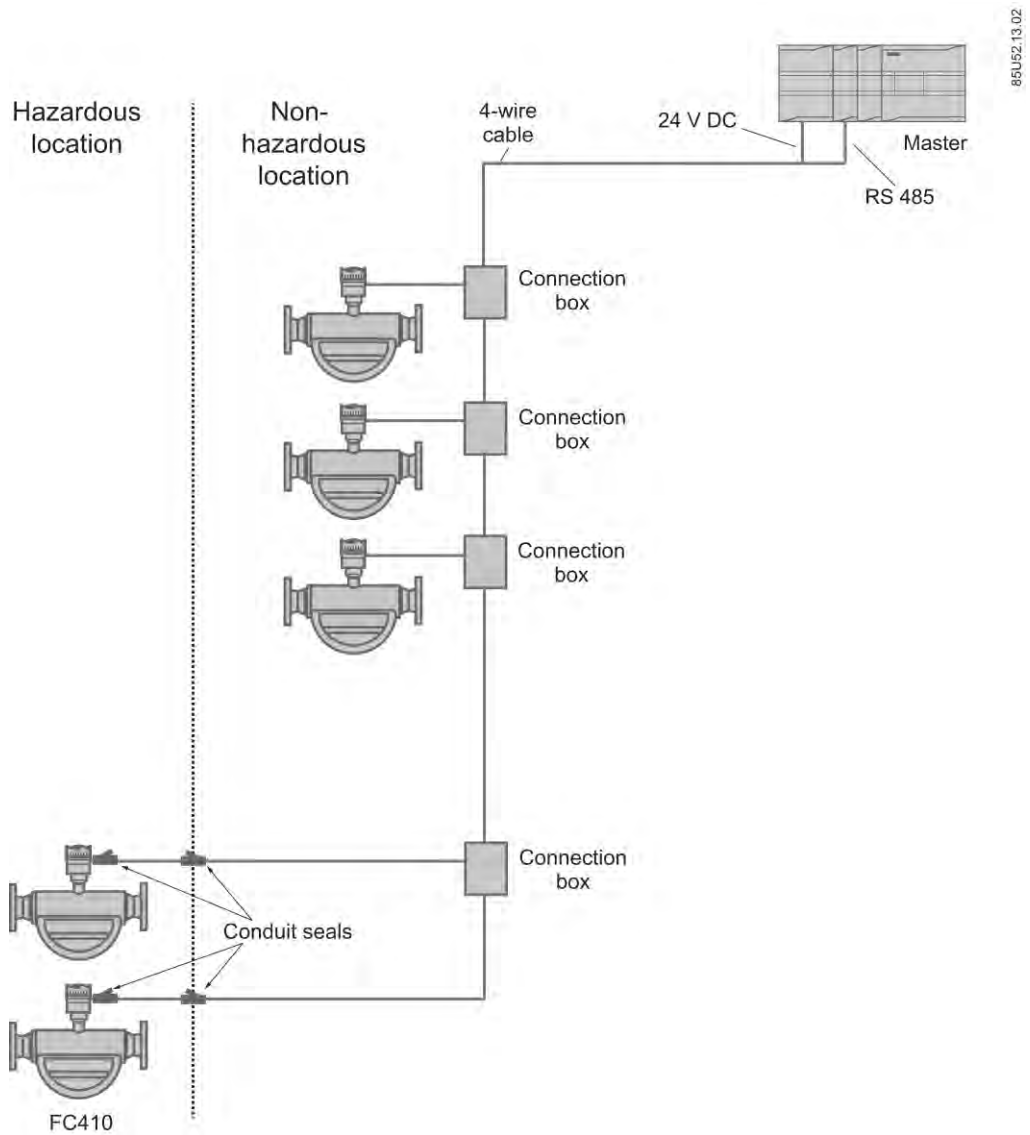 85U52.13.02
Hazardous
location
Non-
hazardous
location
4-wire
cable
24 V DC
Master
RS 485
Connection
box
Connection
box
Connection
box
Connection
box
Conduit seals
FC410